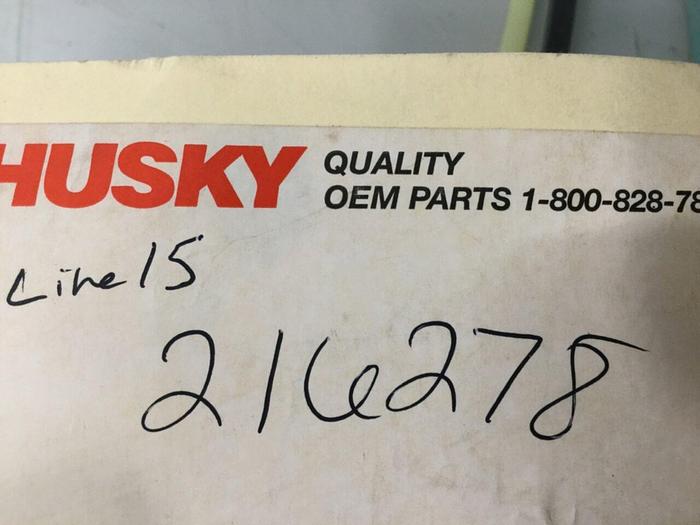 HUSKY QUALITY
OEM PARTS 1-800-828-78
Line 15
216278